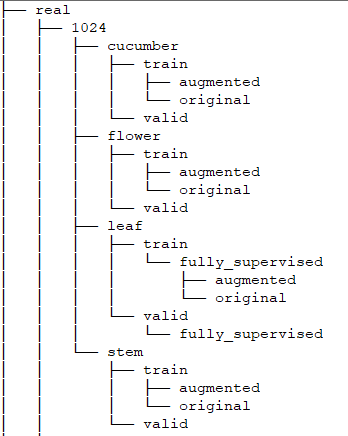 ├── real
│   ├── 1024
│   │   ├── cucumber
│   │   │   ├── train
│   │   │   │   ├── augmented
│   │   │   │   └── original
│   │   │   └── valid
│   │   ├── flower
│   │   │   ├── train
│   │   │   │   ├── augmented
│   │   │   │   └── original
│   │   │   └── valid
│   │   ├── leaf
│   │   │   ├── train
│   │   │   │   └── fully_supervised
│   │   │   │       ├── augmented
│   │   │   │       └── original
│   │   │   └── valid
│   │   │       └── fully_supervised
│   │   └── stem
│   │       ├── train
│   │       │   ├── augmented
│   │       │   └── original
│   │       └── valid